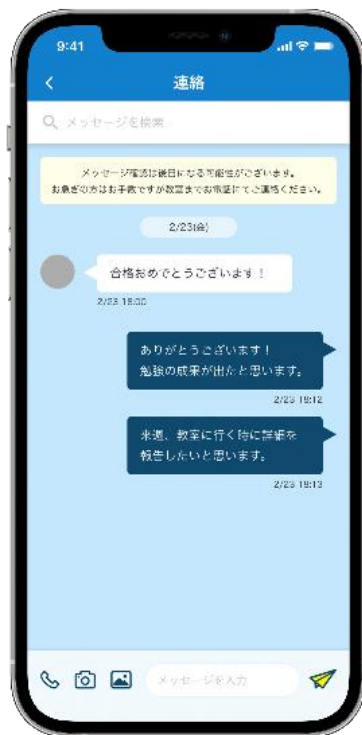 9:41
連絡
メッセージを検索
メッセージ確認は後日になる可能性がございます。
お急ぎの方はお手数ですが教室までお電話にてご連絡ください。
2/23(金)
合格おめでとうございます！
2/23 18:00
ありがとうございます！
勉強の成果が出たと思います。
2/23 18:12
来週、教室に行く時に詳細を
報告したいと思います。
2/23 18:13
メッセージを入力